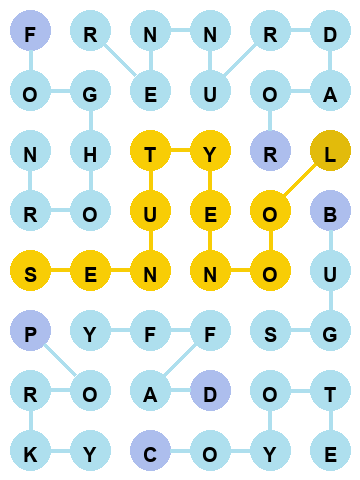 F R N N R D
O G E U O A
N H T Y R L
R O U E O B
S E N N O U
P Y F F S G
R O A D O T
K Y C O Y E